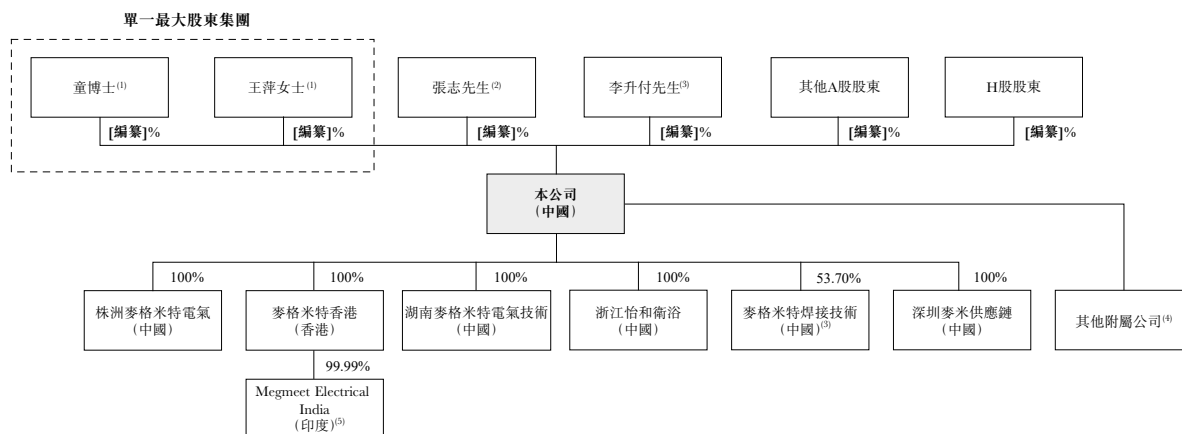 單一最大股東集團
童博士(1)
王萍女士(1)
張志先生(2)
李升付先生(3)
其他A股股東
H股股東
[編纂]%
[編纂]%
[編纂]%
[編纂]%
[編纂]%
[編纂]%
本公司
（中國）
100%
100%
100%
100%
53.70%
100%
株洲麥格米特電氣
（中國）
麥格米特香港
（香港）
湖南麥格米特電氣技術
（中國）
浙江怡和衛浴
（中國）
麥格米特焊接技術
（中國）(3)
深圳麥米供應鏈
（中國）
其他附屬公司(4)
99.99%
Megmeet Electrical
India
（印度）(5)